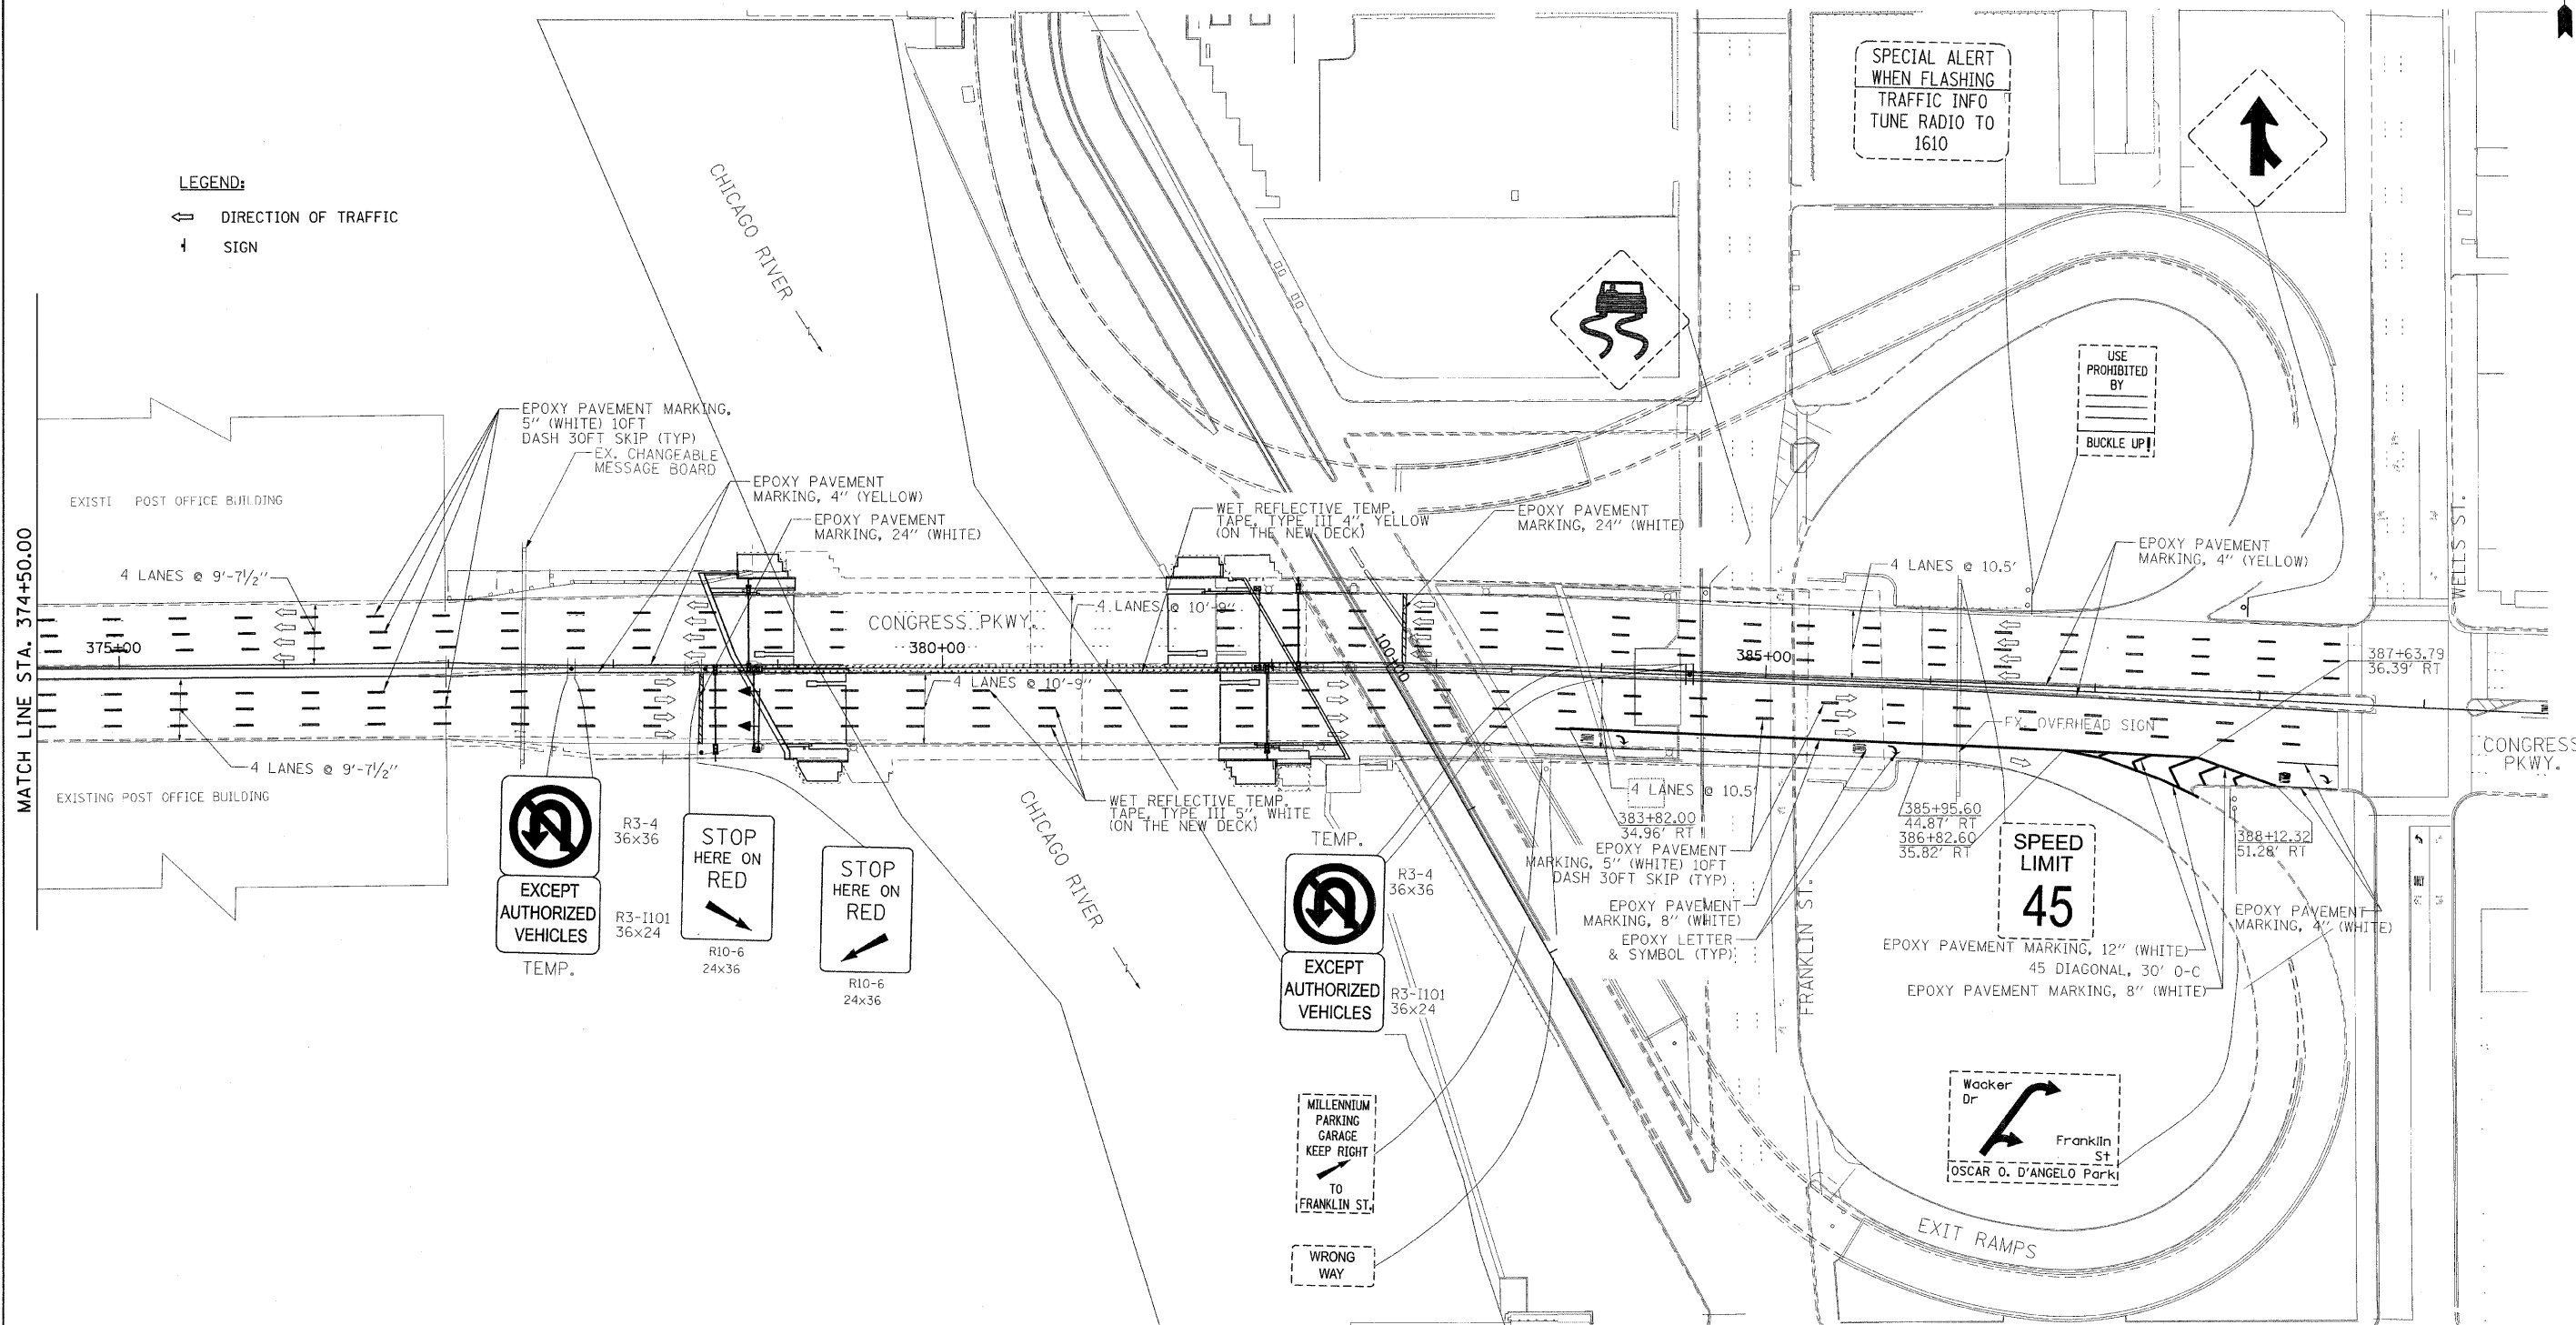 SPECIAL ALERT
WHEN FLASHING
TRAFFIC INFO
TUNE RADIO TO
1610
LEGEND:
DIRECTION OF TRAFFIC
SIGN
CHICAGO RIVER
USE
PROHIBITED
BY
BUCKLE UP!
MATCH LINE STA. 374+50.00
EPOXY PAVEMENT MARKING,
5" (WHITE) 10FT
DASH 30FT SKIP (TYP)
EX. CHANGEABLE
MESSAGE BOARD
EXISTI POST OFFICE BUILDING
EPOXY PAVEMENT
MARKING, 4" (YELLOW)
EPOXY PAVEMENT
MARKING, 24" (WHITE)
WET REFLECTIVE TEMP.
TAPE, TYPE III 4", YELLOW
(ON THE NEW DECK)
EPOXY PAVEMENT
MARKING, 24" (WHITE)
EPOXY PAVEMENT
MARKING, 4" (YELLOW)
WELLS ST.
4 LANES @ 9'-7 1/2"
4 LANES @ 10.5'
CONGRESS PKWY.
4 LANES @ 10'-9"
375+00
380+00
100+00
385+00
387+63.79
36.39' RT
4 LANES @ 10'-9"
EX. OVERHEAD SIGN
CONGRESS
PKWY.
4 LANES @ 9'-7 1/2"
EXISTING POST OFFICE BUILDING
WET REFLECTIVE TEMP.
TAPE, TYPE III 5", WHITE
(ON THE NEW DECK)
CHICAGO RIVER
4 LANES @ 10.5'
383+82.00
34.96' RT
385+95.60
44.87' RT
386+82.60
35.82' RT
388+12.32
51.28' RT
R3-4
36x36
EXCEPT
AUTHORIZED
VEHICLES
R3-I101
36x24
TEMP.
STOP
HERE ON
RED
R10-6
24x36
STOP
HERE ON
RED
R10-6
24x36
TEMP.
R3-4
36x36
EXCEPT
AUTHORIZED
VEHICLES
R3-I101
36x24
EPOXY PAVEMENT
MARKING, 5" (WHITE) 10FT
DASH 30FT SKIP (TYP)
EPOXY PAVEMENT
MARKING, 8" (WHITE)
EPOXY LETTER
& SYMBOL (TYP)
FRANKLIN ST.
SPEED
LIMIT
45
EPOXY PAVEMENT
MARKING, 4" (WHITE)
EPOXY PAVEMENT MARKING, 12" (WHITE)
45 DIAGONAL, 30' O-C
EPOXY PAVEMENT MARKING, 8" (WHITE)
ONLY
MILLENNIUM
PARKING
GARAGE
KEEP RIGHT
TO
FRANKLIN ST.
WRONG
WAY
Wacker
Dr
Franklin
St
OSCAR O. D'ANGELO Park
EXIT RAMPS